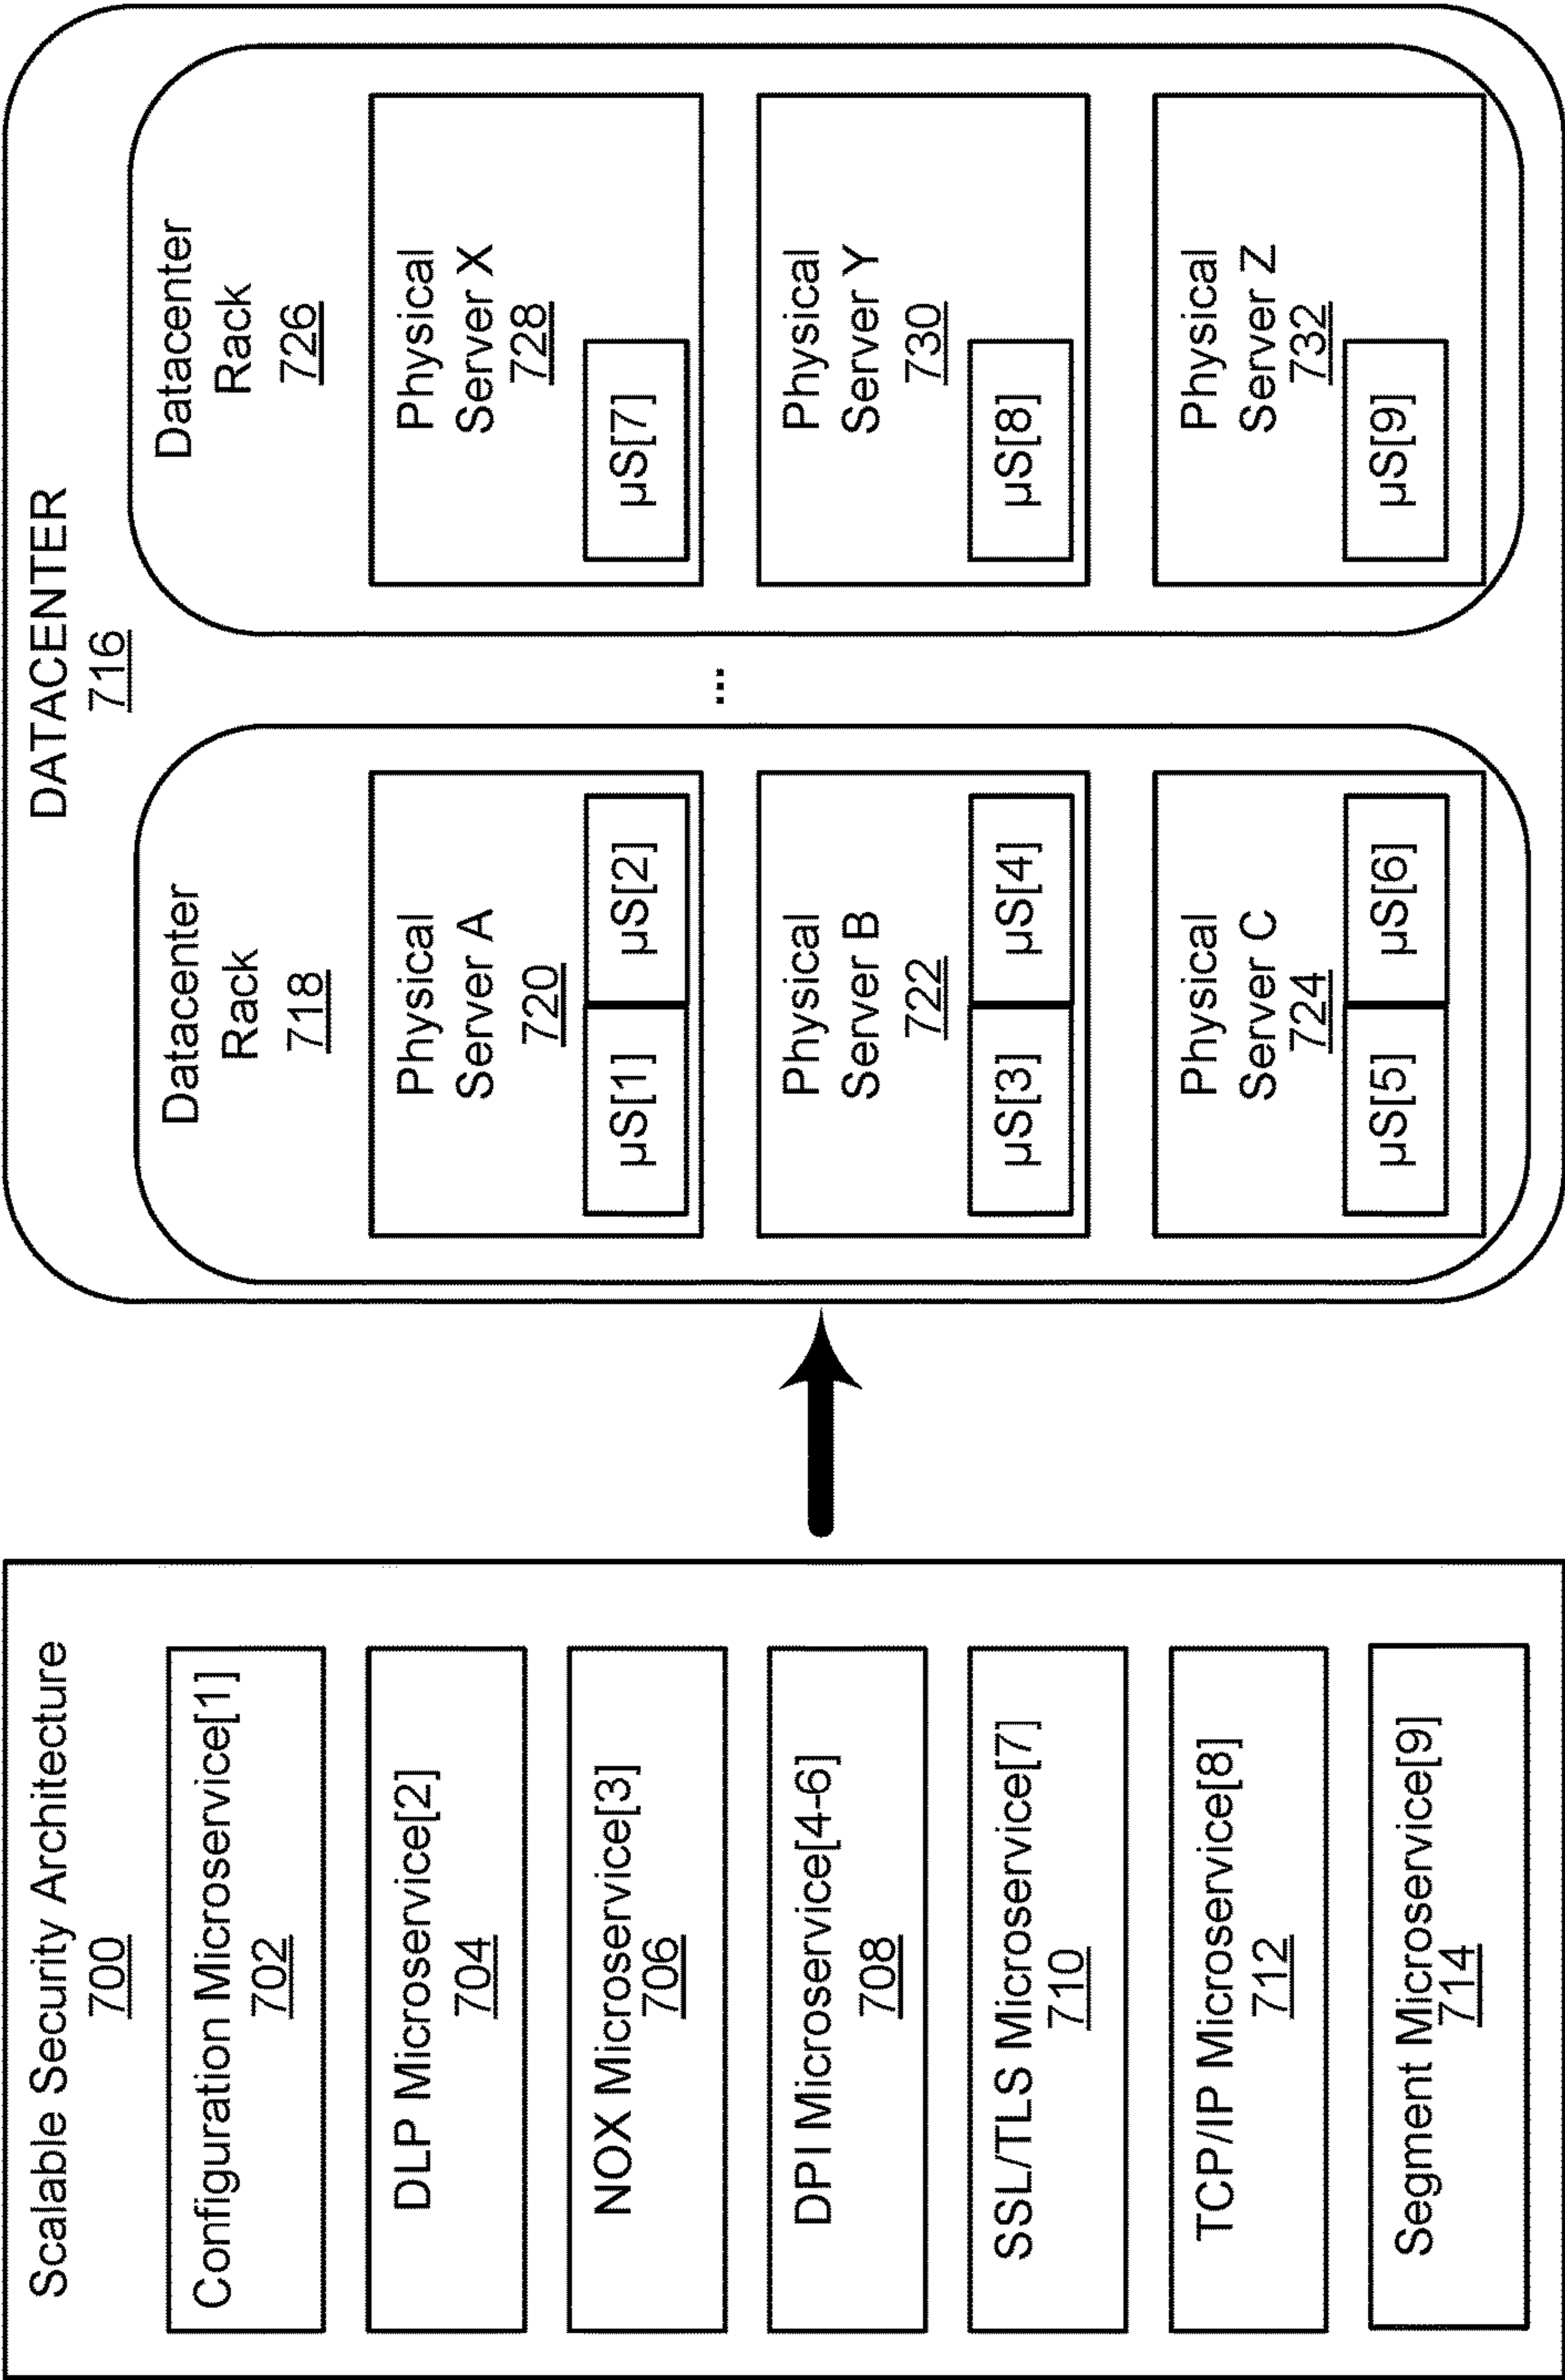 Scalable Security Architecture
700
Configuration Microservice[1]
702
DLP Microservice[2]
704
NOX Microservice[3]
706
DPI Microservice[4-6]
708
SSL/TLS Microservice[7]
710
TCP/IP Microservice[8]
712
Segment Microservice[9]
714
DATACENTER
716
Datacenter
Rack
718
Physical
Server A
720
µS[1]
µS[2]
Physical
Server B
722
µS[3]
µS[4]
Physical
Server C
724
µS[5]
µS[6]
...
Datacenter
Rack
726
Physical
Server X
728
µS[7]
Physical
Server Y
730
µS[8]
Physical
Server Z
732
µS[9]